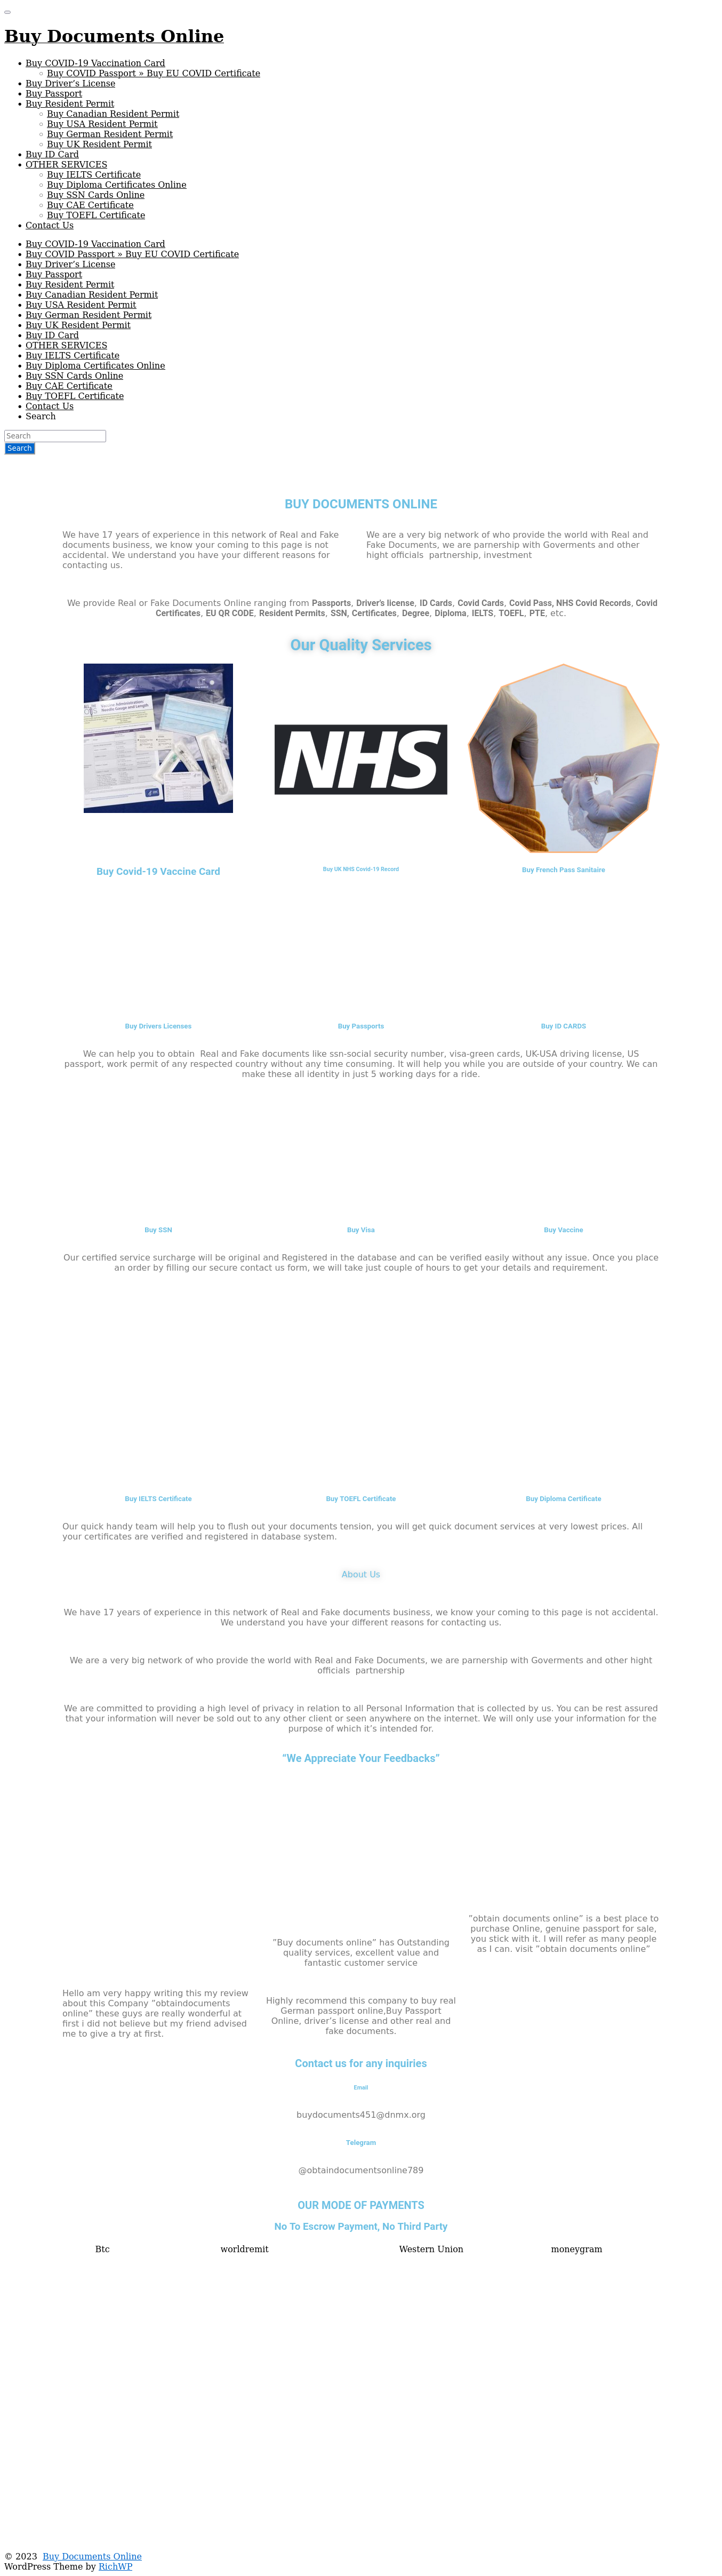 Buy Documents Online
Buy COVID-19 Vaccination Card
Buy COVID Passport » Buy EU COVID Certificate
Buy Driver’s License
Buy Passport
Buy Resident Permit
Buy Canadian Resident Permit
Buy USA Resident Permit
Buy German Resident Permit
Buy UK Resident Permit
Buy ID Card
OTHER SERVICES
Buy IELTS Certificate
Buy Diploma Certificates Online
Buy SSN Cards Online
Buy CAE Certificate
Buy TOEFL Certificate
Contact Us
Buy COVID-19 Vaccination Card
Buy COVID Passport » Buy EU COVID Certificate
Buy Driver’s License
Buy Passport
Buy Resident Permit
Buy Canadian Resident Permit
Buy USA Resident Permit
Buy German Resident Permit
Buy UK Resident Permit
Buy ID Card
OTHER SERVICES
Buy IELTS Certificate
Buy Diploma Certificates Online
Buy SSN Cards Online
Buy CAE Certificate
Buy TOEFL Certificate
Contact Us
Search
Search
Search
BUY DOCUMENTS ONLINE
We have 17 years of experience in this network of Real and Fake
documents business, we know your coming to this page is not
accidental. We understand you have your different reasons for
contacting us.
We are a very big network of who provide the world with Real and
Fake Documents, we are parnership with Goverments and other
hight officials  partnership, investment
We provide Real or Fake Documents Online ranging from Passports, Driver's license, ID Cards, Covid Cards, Covid Pass, NHS Covid Records, Covid
Certificates, EU QR CODE, Resident Permits, SSN, Certificates, Degree, Diploma, IELTS, TOEFL, PTE, etc.
Our Quality Services
NHS
Buy Covid-19 Vaccine Card
Buy UK NHS Covid-19 Record
Buy French Pass Sanitaire
Buy Drivers Licenses
Buy Passports
Buy ID CARDS
We can help you to obtain  Real and Fake documents like ssn-social security number, visa-green cards, UK-USA driving license, US
passport, work permit of any respected country without any time consuming. It will help you while you are outside of your country. We can
make these all identity in just 5 working days for a ride.
Buy SSN
Buy Visa
Buy Vaccine
Our certified service surcharge will be original and Registered in the database and can be verified easily without any issue. Once you place
an order by filling our secure contact us form, we will take just couple of hours to get your details and requirement.
Buy IELTS Certificate
Buy TOEFL Certificate
Buy Diploma Certificate
Our quick handy team will help you to flush out your documents tension, you will get quick document services at very lowest prices. All
your certificates are verified and registered in database system.
About Us
We have 17 years of experience in this network of Real and Fake documents business, we know your coming to this page is not accidental.
We understand you have your different reasons for contacting us.
We are a very big network of who provide the world with Real and Fake Documents, we are parnership with Goverments and other hight
officials  partnership
We are committed to providing a high level of privacy in relation to all Personal Information that is collected by us. You can be rest assured
that your information will never be sold out to any other client or seen anywhere on the internet. We will only use your information for the
purpose of which it’s intended for.
“We Appreciate Your Feedbacks”
Hello am very happy writing this my review
about this Company “obtaindocuments
online” these guys are really wonderful at
first i did not believe but my friend advised
me to give a try at first.
“Buy documents online” has Outstanding
quality services, excellent value and
fantastic customer service
Highly recommend this company to buy real
German passport online,Buy Passport
Online, driver’s license and other real and
fake documents.
“obtain documents online” is a best place to
purchase Online, genuine passport for sale,
you stick with it. I will refer as many people
as I can. visit “obtain documents online”
Contact us for any inquiries
Email
buydocuments451@dnmx.org
Telegram
@obtaindocumentsonline789
OUR MODE OF PAYMENTS
No To Escrow Payment, No Third Party
Btc
worldremit
Western Union
moneygram
© 2023  Buy Documents Online
WordPress Theme by RichWP